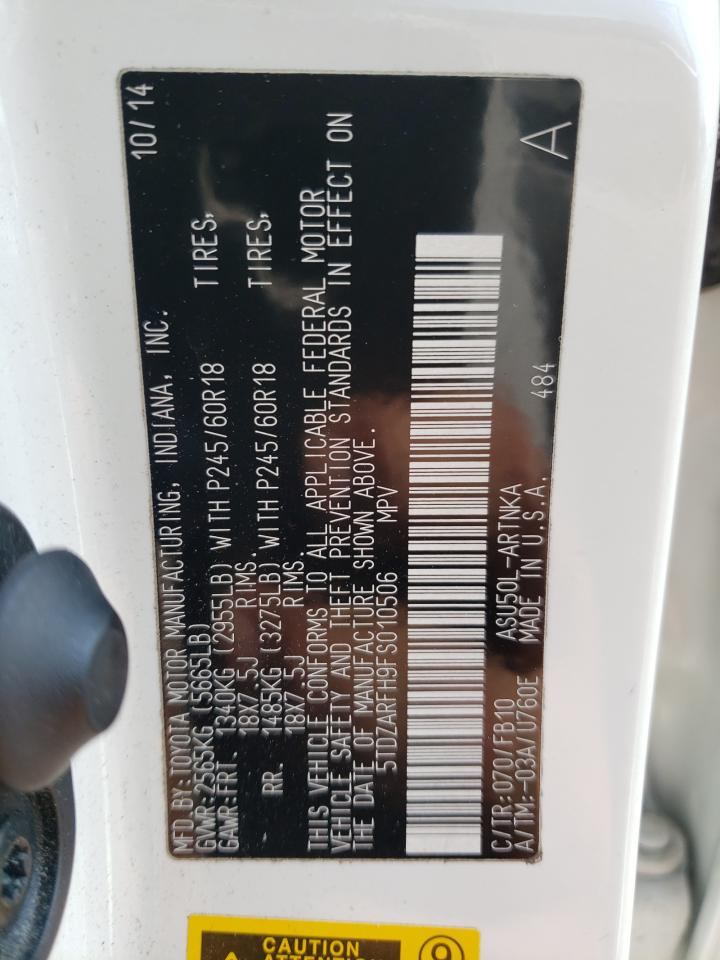 MFD BY: TOYOTA MOTOR MANUFACTURING, INDIANA, INC. 10/14
GVWR:2565KG (5665LB)
GAWR:FRT. 1340KG (2955LB) WITH P245/60R18 TIRES,
18X7.5J RIMS.
RR. 1485KG (3275LB) WITH P245/60R18 TIRES,
18X7.5J RIMS.
THIS VEHICLE CONFORMS TO ALL APPLICABLE FEDERAL MOTOR
VEHICLE SAFETY AND THEFT PREVENTION STANDARDS IN EFFECT ON
THE DATE OF MANUFACTURE SHOWN ABOVE.
5TDZARFH9FS010506 MPV
C/TR:070/FB10 ASU50L-ARTNKA A
A/TM:-03A/U760E MADE IN U.S.A. 484
CAUTION
ATTENTION